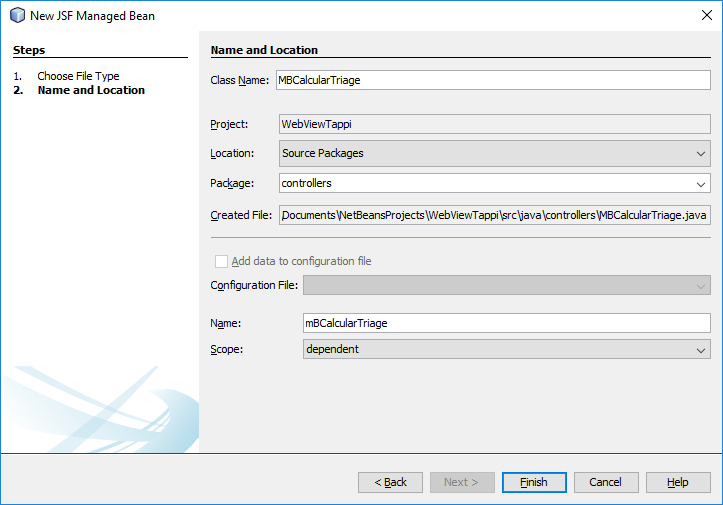 New JSF Managed Bean
Steps
1. Choose File Type
2. Name and Location
Name and Location
Class Name: MBCalcularTriage
Project: WebViewTappi
Location: Source Packages
Package: controllers
Created File: Documents\NetBeansProjects\WebViewTappi\src\java\controllers\MBCalcularTriage.java
Add data to configuration file
Configuration File:
Name: mBCalcularTriage
Scope: dependent
< Back Next > Finish Cancel Help